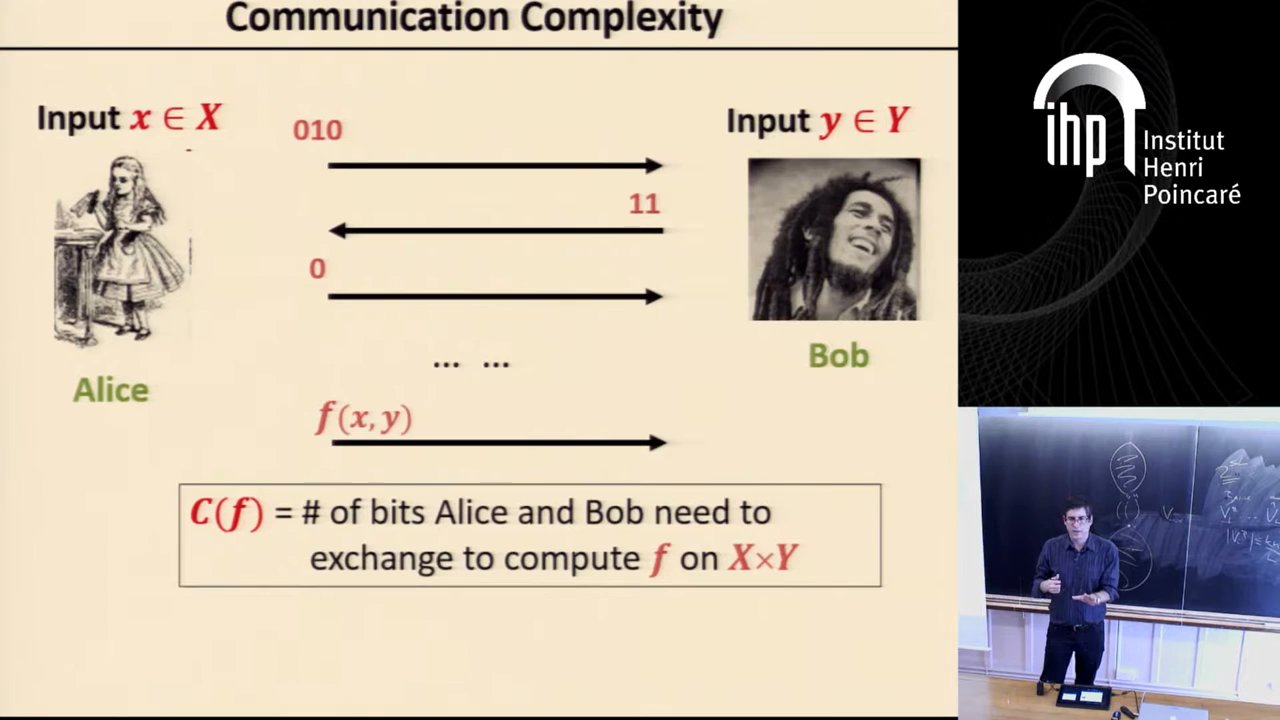 Communication Complexity
Input x ∈ X
010
Input y ∈ Y
11
0
... ...
Alice
Bob
f(x, y)
C(f) = # of bits Alice and Bob need to
exchange to compute f on X×Y
ihp
Institut
Henri
Poincaré